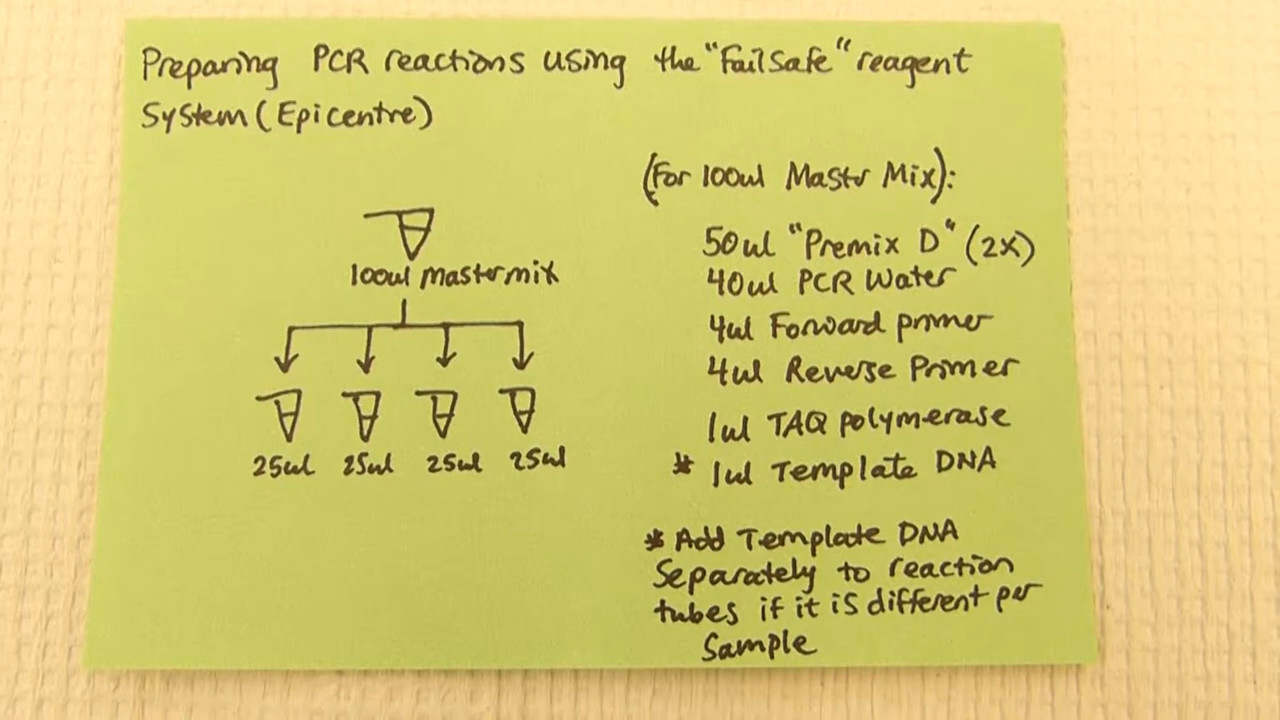 Preparing PCR reactions using the "FailSafe" reagent
System (Epicentre)
100ul mastermix
25ul 25ul 25ul 25ul
(For 100ul Master Mix):
50ul "Premix D" (2x)
40ul PCR Water
4ul Forward primer
4ul Reverse Primer
1ul TAQ polymerase
* 1ul Template DNA
* Add Template DNA
Separately to reaction
tubes if it is different per
Sample